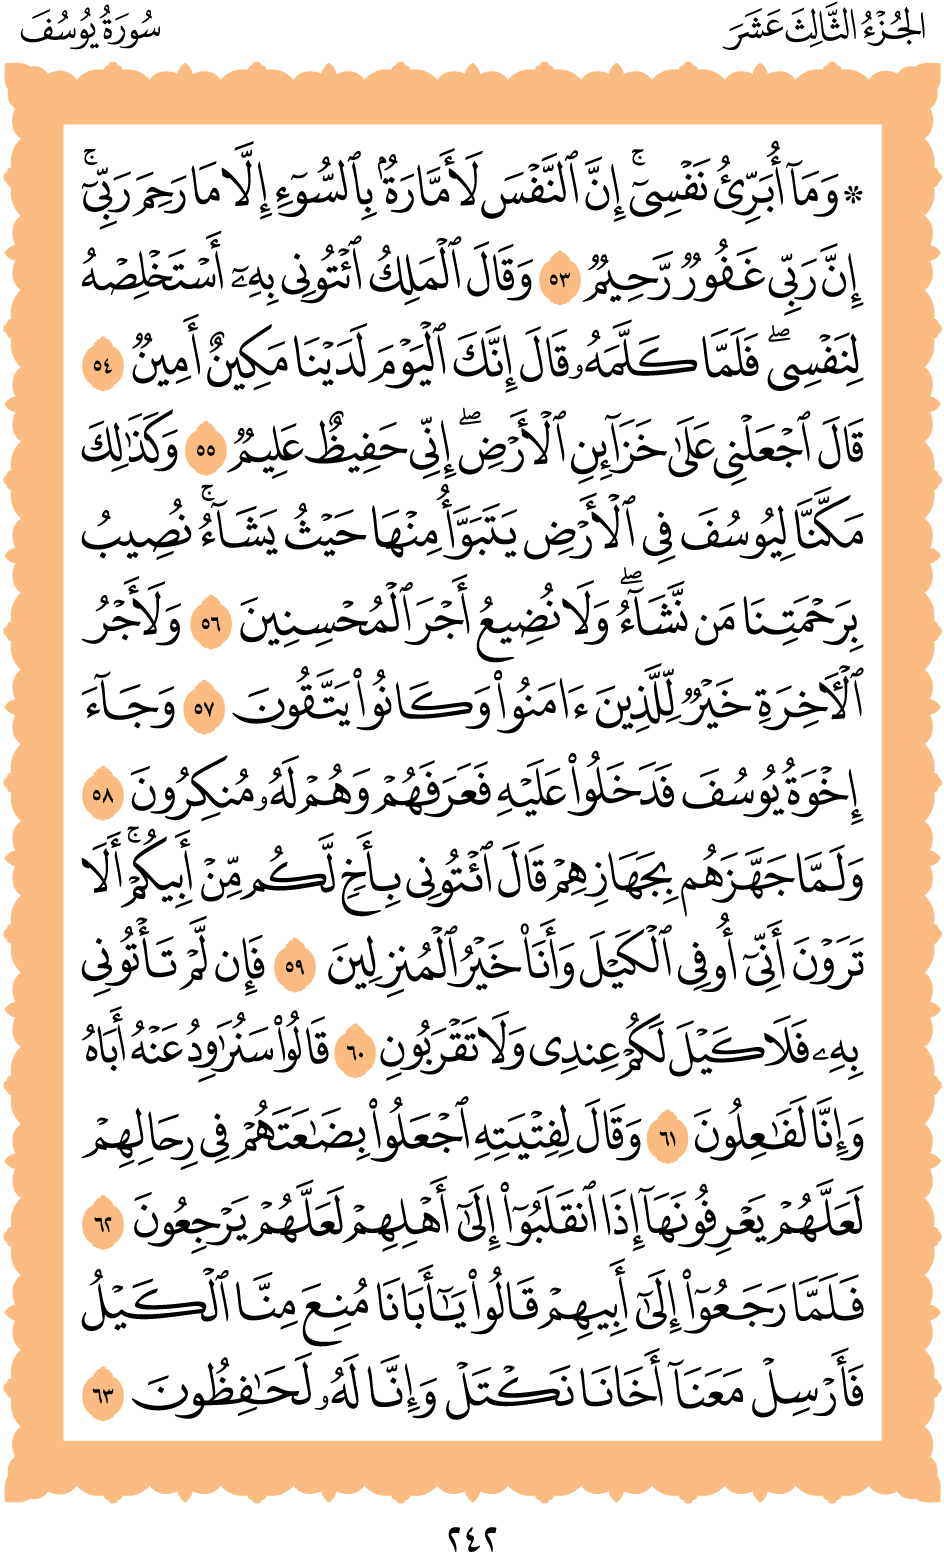 الجُزْءُ الثَّالِثَ عَشَرَ
سُورَةُ يُوسُفَ
* وَمَآ أُبَرِّئُ نَفْسِىٓۚ إِنَّ ٱلنَّفْسَ لَأَمَّارَةُۢ بِٱلسُّوٓءِ إِلَّا مَا رَحِمَ رَبِّىٓۚ
إِنَّ رَبِّى غَفُورٌ رَّحِيمٌ ٥٣ وَقَالَ ٱلْمَلِكُ ٱئْتُونِى بِهِۦٓ أَسْتَخْلِصْهُ
لِنَفْسِىۖ فَلَمَّا كَلَّمَهُۥ قَالَ إِنَّكَ ٱلْيَوْمَ لَدَيْنَا مَكِينٌ أَمِينٌ ٥٤
قَالَ ٱجْعَلْنِى عَلَىٰ خَزَآئِنِ ٱلْأَرْضِۖ إِنِّى حَفِيظٌ عَلِيمٌ ٥٥ وَكَذَٰلِكَ
مَكَّنَّا لِيُوسُفَ فِى ٱلْأَرْضِ يَتَبَوَّأُ مِنْهَا حَيْثُ يَشَآءُۚ نُصِيبُ
بِرَحْمَتِنَا مَن نَّشَآءُۖ وَلَا نُضِيعُ أَجْرَ ٱلْمُحْسِنِينَ ٥٦ وَلَأَجْرُ
ٱلْءَاخِرَةِ خَيْرٌ لِّلَّذِينَ ءَامَنُوا۟ وَكَانُوا۟ يَتَّقُونَ ٥٧ وَجَآءَ
إِخْوَةُ يُوسُفَ فَدَخَلُوا۟ عَلَيْهِ فَعَرَفَهُمْ وَهُمْ لَهُۥ مُنكِرُونَ ٥٨
وَلَمَّا جَهَّزَهُم بِجَهَازِهِمْ قَالَ ٱئْتُونِى بِأَخٍ لَّكُم مِّنْ أَبِيكُمْۚ أَلَا
تَرَوْنَ أَنِّىٓ أُوفِى ٱلْكَيْلَ وَأَنَا۠ خَيْرُ ٱلْمُنزِلِينَ ٥٩ فَإِن لَّمْ تَأْتُونِى
بِهِۦ فَلَا كَيْلَ لَكُمْ عِندِى وَلَا تَقْرَبُونِ ٦٠ قَالُوا۟ سَنُرَٰوِدُ عَنْهُ أَبَاهُ
وَإِنَّا لَفَٰعِلُونَ ٦١ وَقَالَ لِفِتْيَٰنِهِ ٱجْعَلُوا۟ بِضَٰعَتَهُمْ فِى رِحَالِهِمْ
لَعَلَّهُمْ يَعْرِفُونَهَآ إِذَا ٱنقَلَبُوٓا۟ إِلَىٰٓ أَهْلِهِمْ لَعَلَّهُمْ يَرْجِعُونَ ٦٢
فَلَمَّا رَجَعُوٓا۟ إِلَىٰٓ أَبِيهِمْ قَالُوا۟ يَٰٓأَبَانَا مُنِعَ مِنَّا ٱلْكَيْلُ
فَأَرْسِلْ مَعَنَآ أَخَانَا نَكْتَلْ وَإِنَّا لَهُۥ لَحَٰفِظُونَ ٦٣
٢٤٢